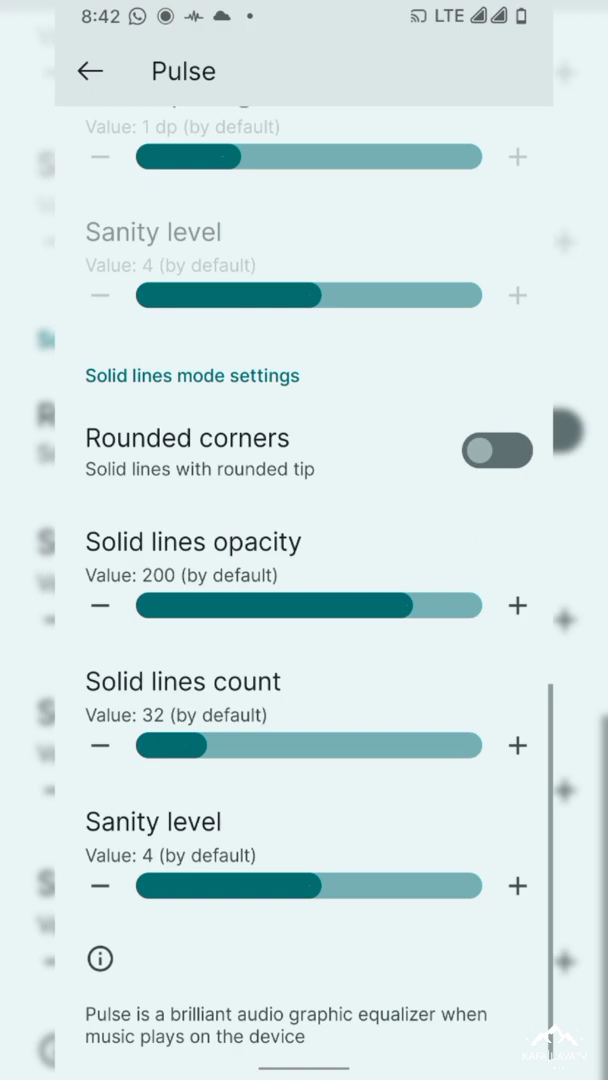 8:42 LTE
Pulse
Value: 1 dp (by default)
Sanity level
Value: 4 (by default)
Solid lines mode settings
Rounded corners
Solid lines with rounded tip
Solid lines opacity
Value: 200 (by default)
Solid lines count
Value: 32 (by default)
Sanity level
Value: 4 (by default)
Pulse is a brilliant audio graphic equalizer when
music plays on the device